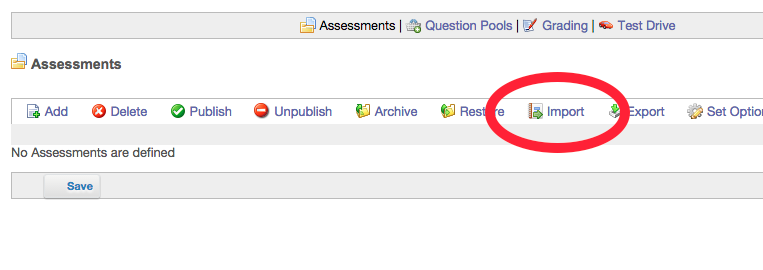 Assessments | Question Pools | Grading | Test Drive
Assessments
Add Delete Publish Unpublish Archive Restore Import Export Set Optio
No Assessments are defined
Save